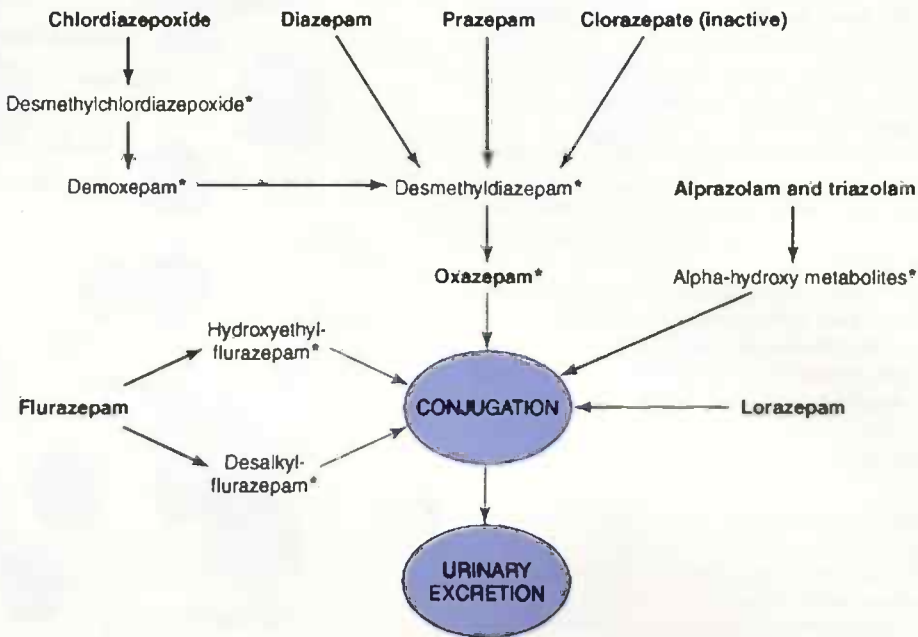 Chlordiazepoxide
Diazepam
Prazepam
Clorazepate (inactive)
Desmethylchlordiazepoxide*
Demoxepam*
Desmethyldiazepam*
Alprazolam and triazolam
Oxazepam*
Alpha-hydroxy metabolites*
Hydroxyethyl-
flurazepam*
Flurazepam
CONJUGATION
Lorazepam
Desalkyl-
flurazepam*
URINARY
EXCRETION